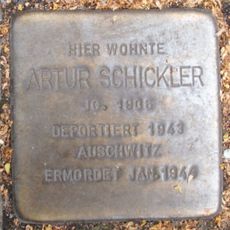 HIER WOHNTE
ARTUR SCHICKLER
JG. 1906
DEPORTIERT 1943
AUSCHWITZ
ERMORDET JAN. 1944